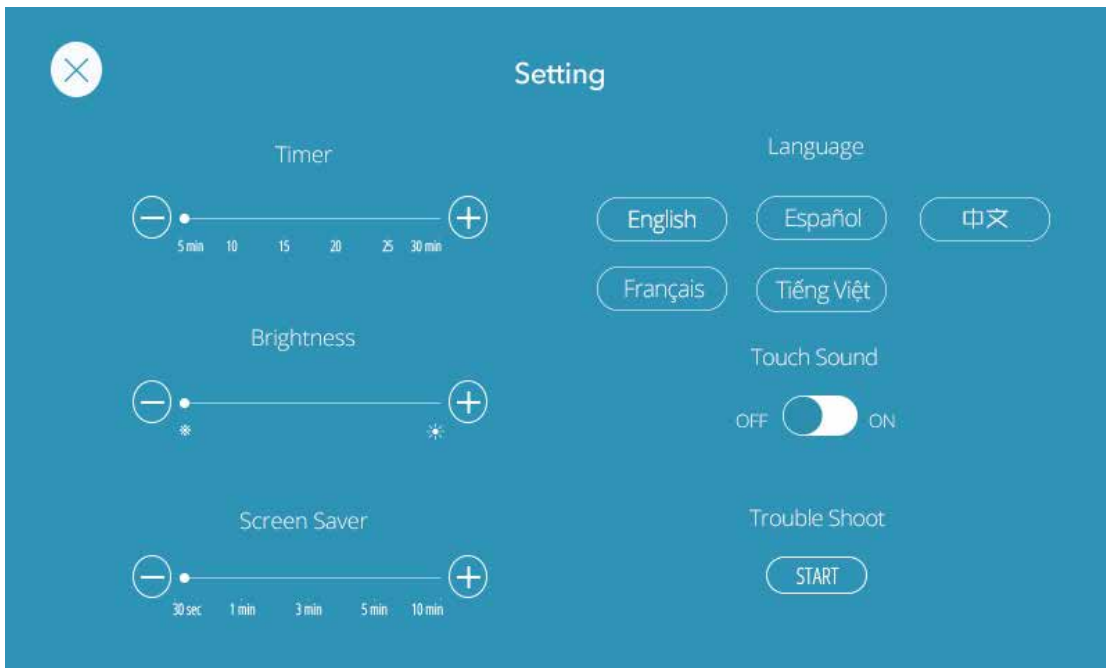 Setting
Timer
5 min 10 15 20 25 30 min
Brightness
Screen Saver
30 sec 1 min 3 min 5 min 10 min
Language
English Español 中文
Français Tiếng Việt
Touch Sound
OFF ON
Trouble Shoot
START